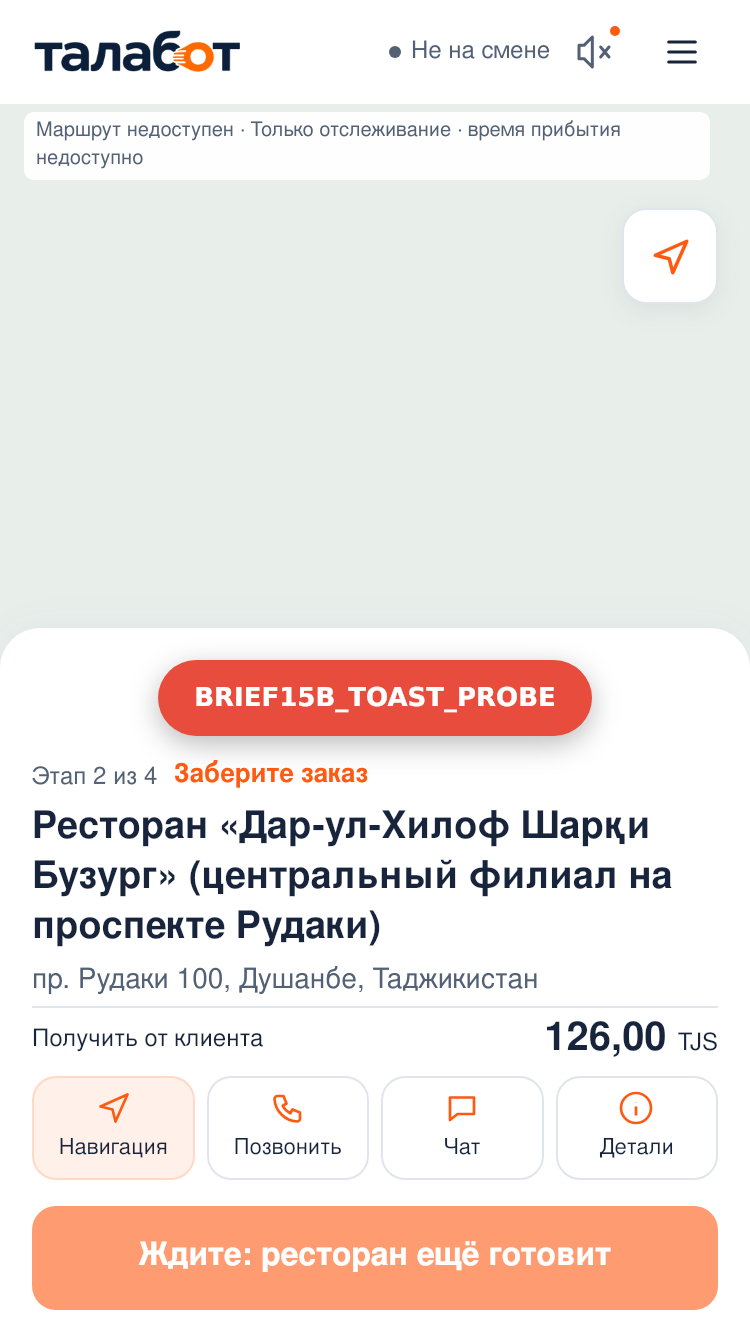 талабот
Не на смене
Маршрут недоступен · Только отслеживание · время прибытия
недоступно
BRIEF15B_TOAST_PROBE
Этап 2 из 4 Заберите заказ
Ресторан «Дар-ул-Хилоф Шарқи
Бузург» (центральный филиал на
проспекте Рудаки)
пр. Рудаки 100, Душанбе, Таджикистан
Получить от клиента 126,00 TJS
Навигация Позвонить Чат Детали
Ждите: ресторан ещё готовит